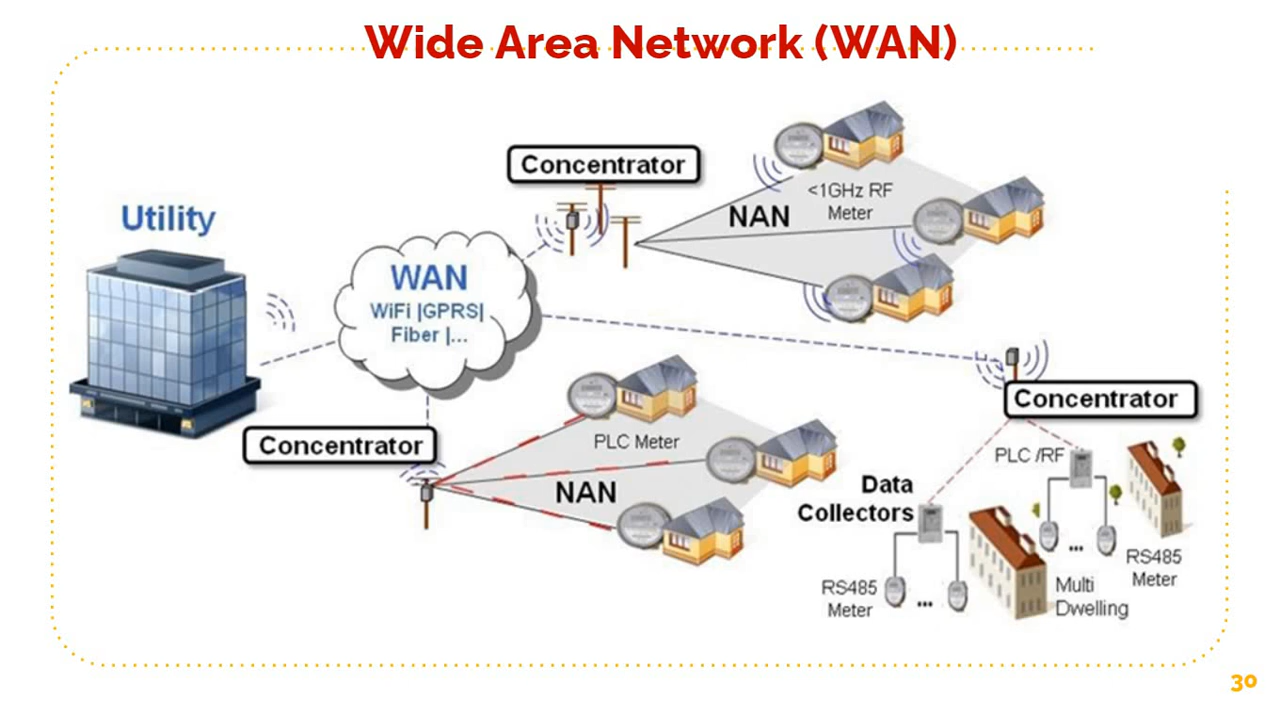 Wide Area Network (WAN)
Concentrator
<1GHz RF
Meter
NAN
Utility
WAN
WiFi |GPRS|
Fiber |...
Concentrator
Concentrator
PLC Meter
NAN
PLC /RF
Data
Collectors
RS485
Meter
...
...
RS485
Meter
Multi
Dwelling
30